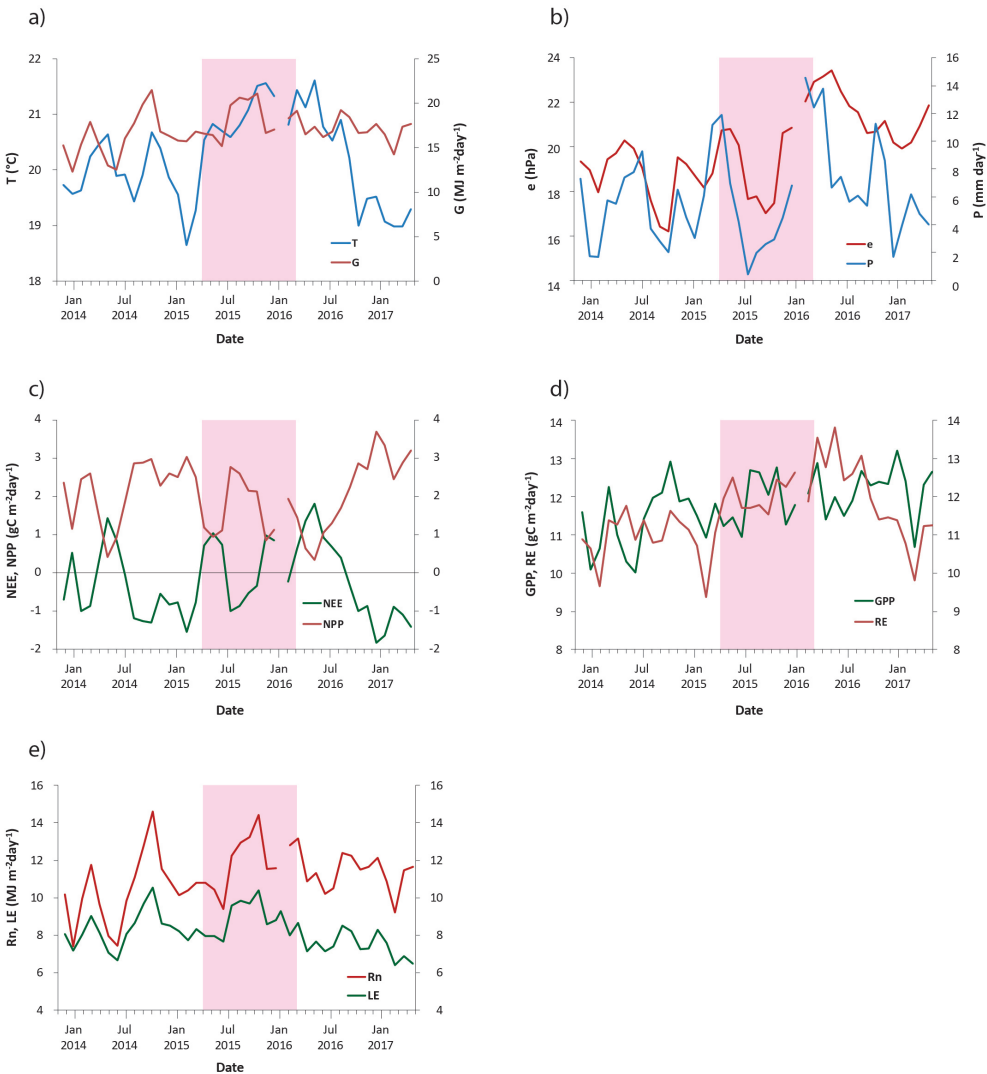 a)
22
21
20
19
18
T (°C)
25
20
15
10
5
0
G (MJ m⁻²day⁻¹)
T
G
Jan
2014
Jul
2014
Jan
2015
Jul
2015
Jan
2016
Jul
2016
Jan
2017
Date
b)
24
22
20
18
16
14
e (hPa)
16
14
12
10
8
6
4
2
0
P (mm day⁻¹)
e
P
Jan
2014
Jul
2014
Jan
2015
Jul
2015
Jan
2016
Jul
2016
Jan
2017
Date
c)
4
3
2
1
0
-1
-2
NEE, NPP (gC m⁻²day⁻¹)
4
3
2
1
0
-1
-2
NEE
NPP
Jan
2014
Jul
2014
Jan
2015
Jul
2015
Jan
2016
Jul
2016
Jan
2017
Date
d)
14
13
12
11
10
9
8
GPP, RE (gC m⁻²day⁻¹)
14
13
12
11
10
9
8
GPP
RE
Jan
2014
Jul
2014
Jan
2015
Jul
2015
Jan
2016
Jul
2016
Jan
2017
Date
e)
16
14
12
10
8
6
4
Rn, LE (MJ m⁻²day⁻¹)
16
14
12
10
8
6
4
Rn
LE
Jan
2014
Jul
2014
Jan
2015
Jul
2015
Jan
2016
Jul
2016
Jan
2017
Date